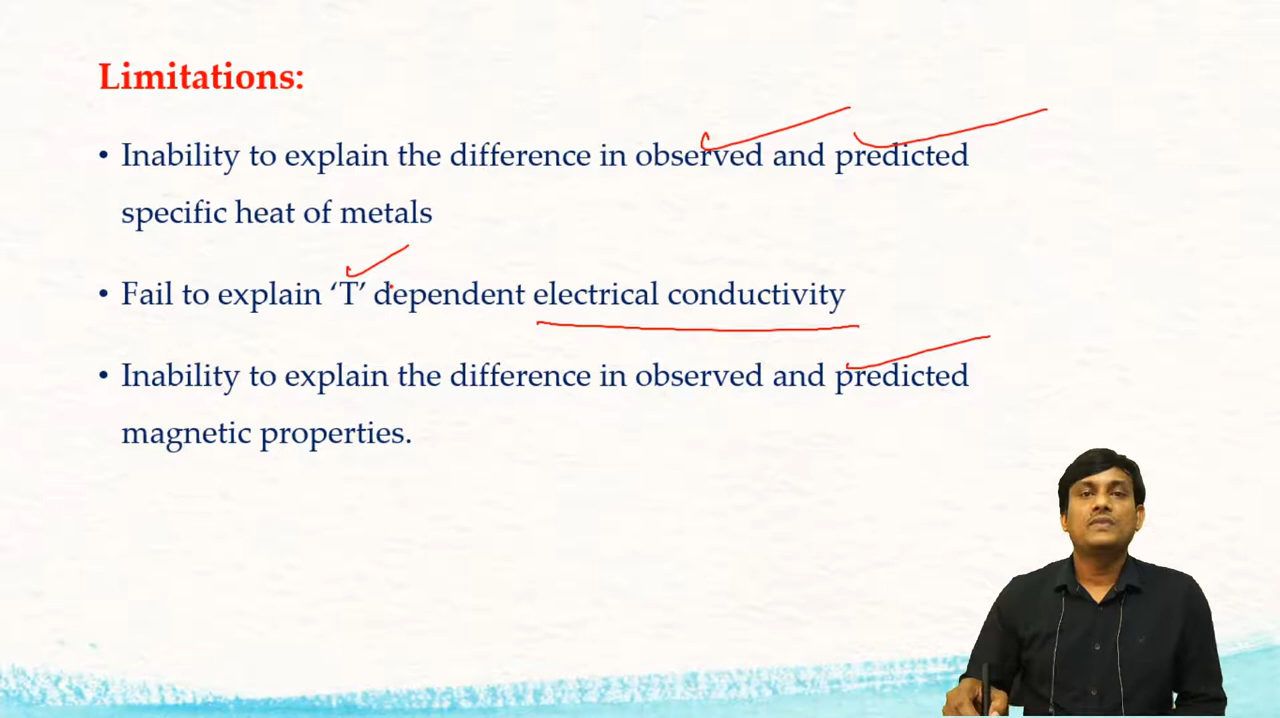 Limitations:
• Inability to explain the difference in observed and predicted
specific heat of metals
• Fail to explain ‘T’ dependent electrical conductivity
• Inability to explain the difference in observed and predicted
magnetic properties.